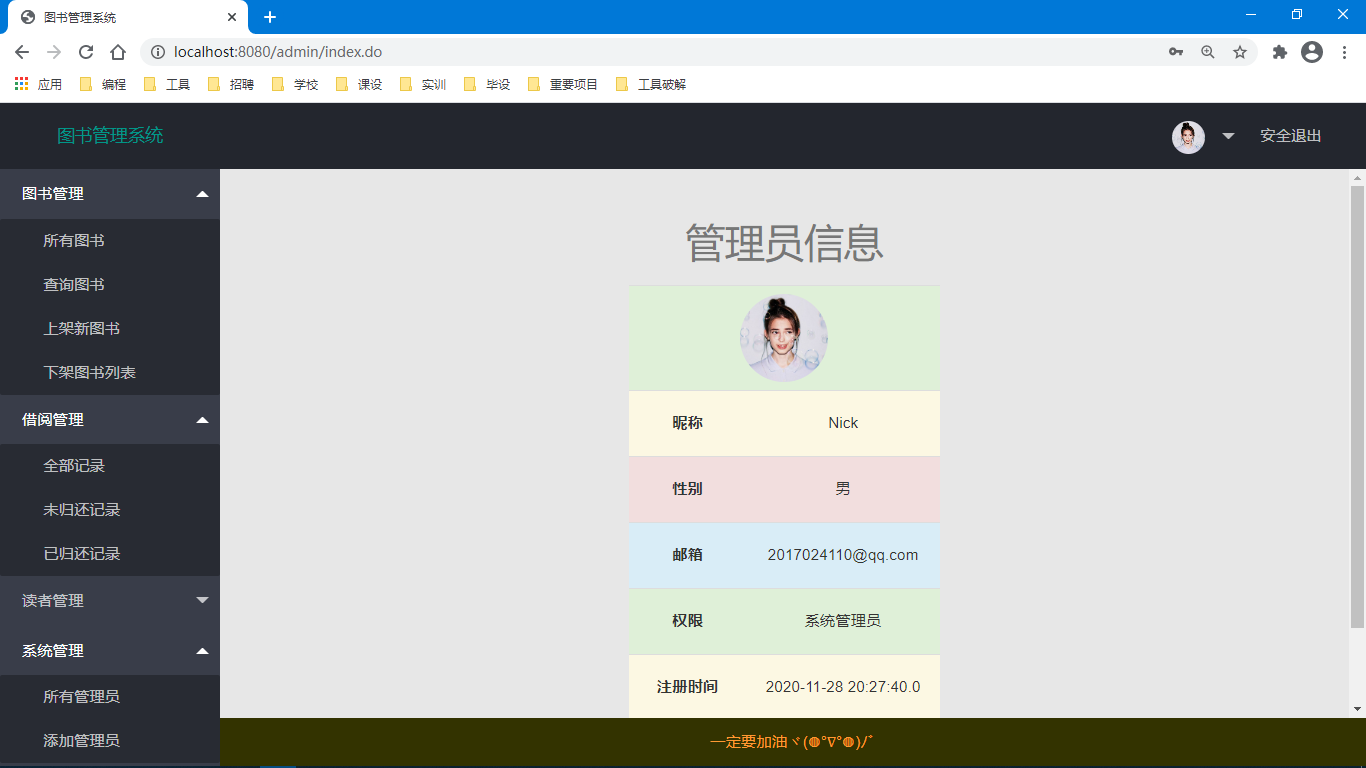 图书管理系统
localhost:8080/admin/index.do
应用 编程 工具 招聘 学校 课设 实训 毕设 重要项目 工具破解
图书管理系统
安全退出
图书管理
所有图书
查询图书
上架新图书
下架图书列表
借阅管理
全部记录
未归还记录
已归还记录
读者管理
系统管理
所有管理员
添加管理员
管理员信息
昵称 Nick
性别 男
邮箱 2017024110@qq.com
权限 系统管理员
注册时间 2020-11-28 20:27:40.0
一定要加油ヾ(◍°∇°◍)ﾉﾞ